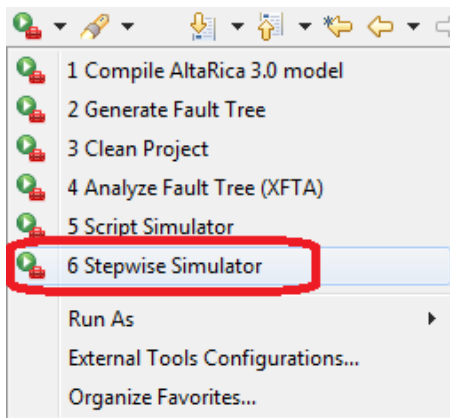 1 Compile AltaRica 3.0 model
2 Generate Fault Tree
3 Clean Project
4 Analyze Fault Tree (XFTA)
5 Script Simulator
6 Stepwise Simulator
Run As
External Tools Configurations...
Organize Favorites...